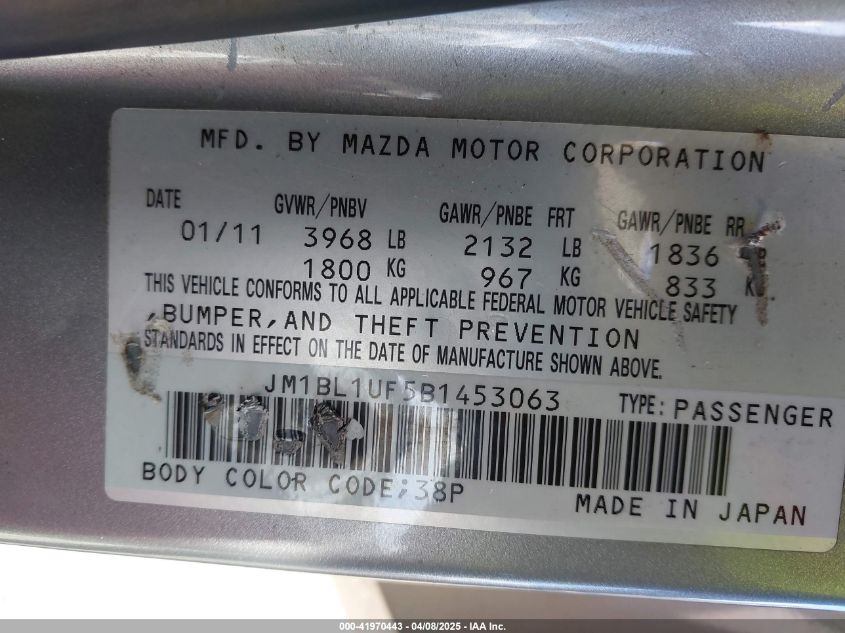 MFD. BY MAZDA MOTOR CORPORATION
DATE GVWR/PNBV GAWR/PNBE FRT GAWR/PNBE RR
01/11 3968 LB 2132 LB 1836
1800 KG 967 KG 833 KG
THIS VEHICLE CONFORMS TO ALL APPLICABLE FEDERAL MOTOR VEHICLE SAFETY
,BUMPER,AND THEFT PREVENTION
STANDARDS IN EFFECT ON THE DATE OF MANUFACTURE SHOWN ABOVE.
JM1BL1UF5B1453063 TYPE: PASSENGER
BODY COLOR CODE;38P MADE IN JAPAN
000-41970443 - 04/08/2025 - IAA Inc.